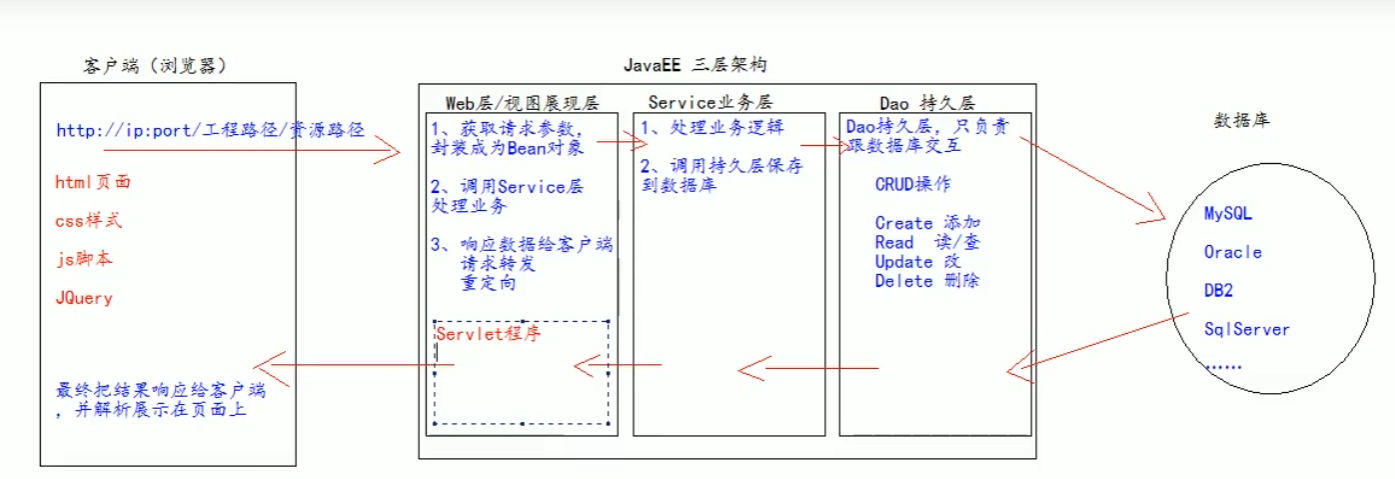 客户端（浏览器）
http://ip:port/工程路径/资源路径
html页面
css样式
js脚本
JQuery
最终把结果响应给客户端
，并解析展示在页面上
JavaEE 三层架构
Web层/视图展现层
1、获取请求参数，
封装成为Bean对象
2、调用Service层
处理业务
3、响应数据给客户端
请求转发
重定向
Servlet程序
Service业务层
1、处理业务逻辑
2、调用持久层保存
到数据库
Dao 持久层
Dao持久层，只负责
跟数据库交互
CRUD操作
Create 添加
Read 读/查
Update 改
Delete 删除
数据库
MySQL
Oracle
DB2
SqlServer
......